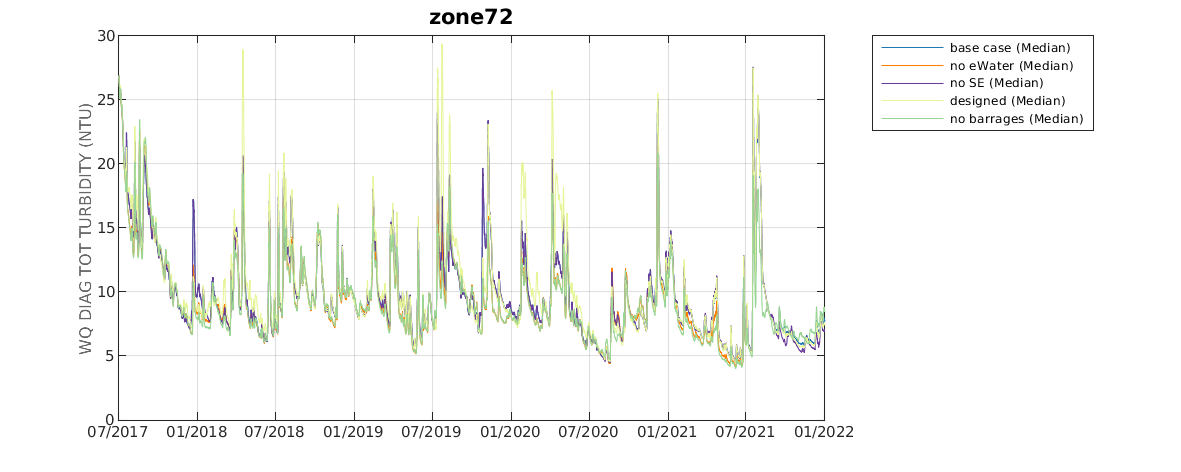 zone72
WQ DIAG TOT TURBIDITY (NTU)
30
25
20
15
10
5
0
07/2017 01/2018 07/2018 01/2019 07/2019 01/2020 07/2020 01/2021 07/2021 01/2022
base case (Median)
no eWater (Median)
no SE (Median)
designed (Median)
no barrages (Median)